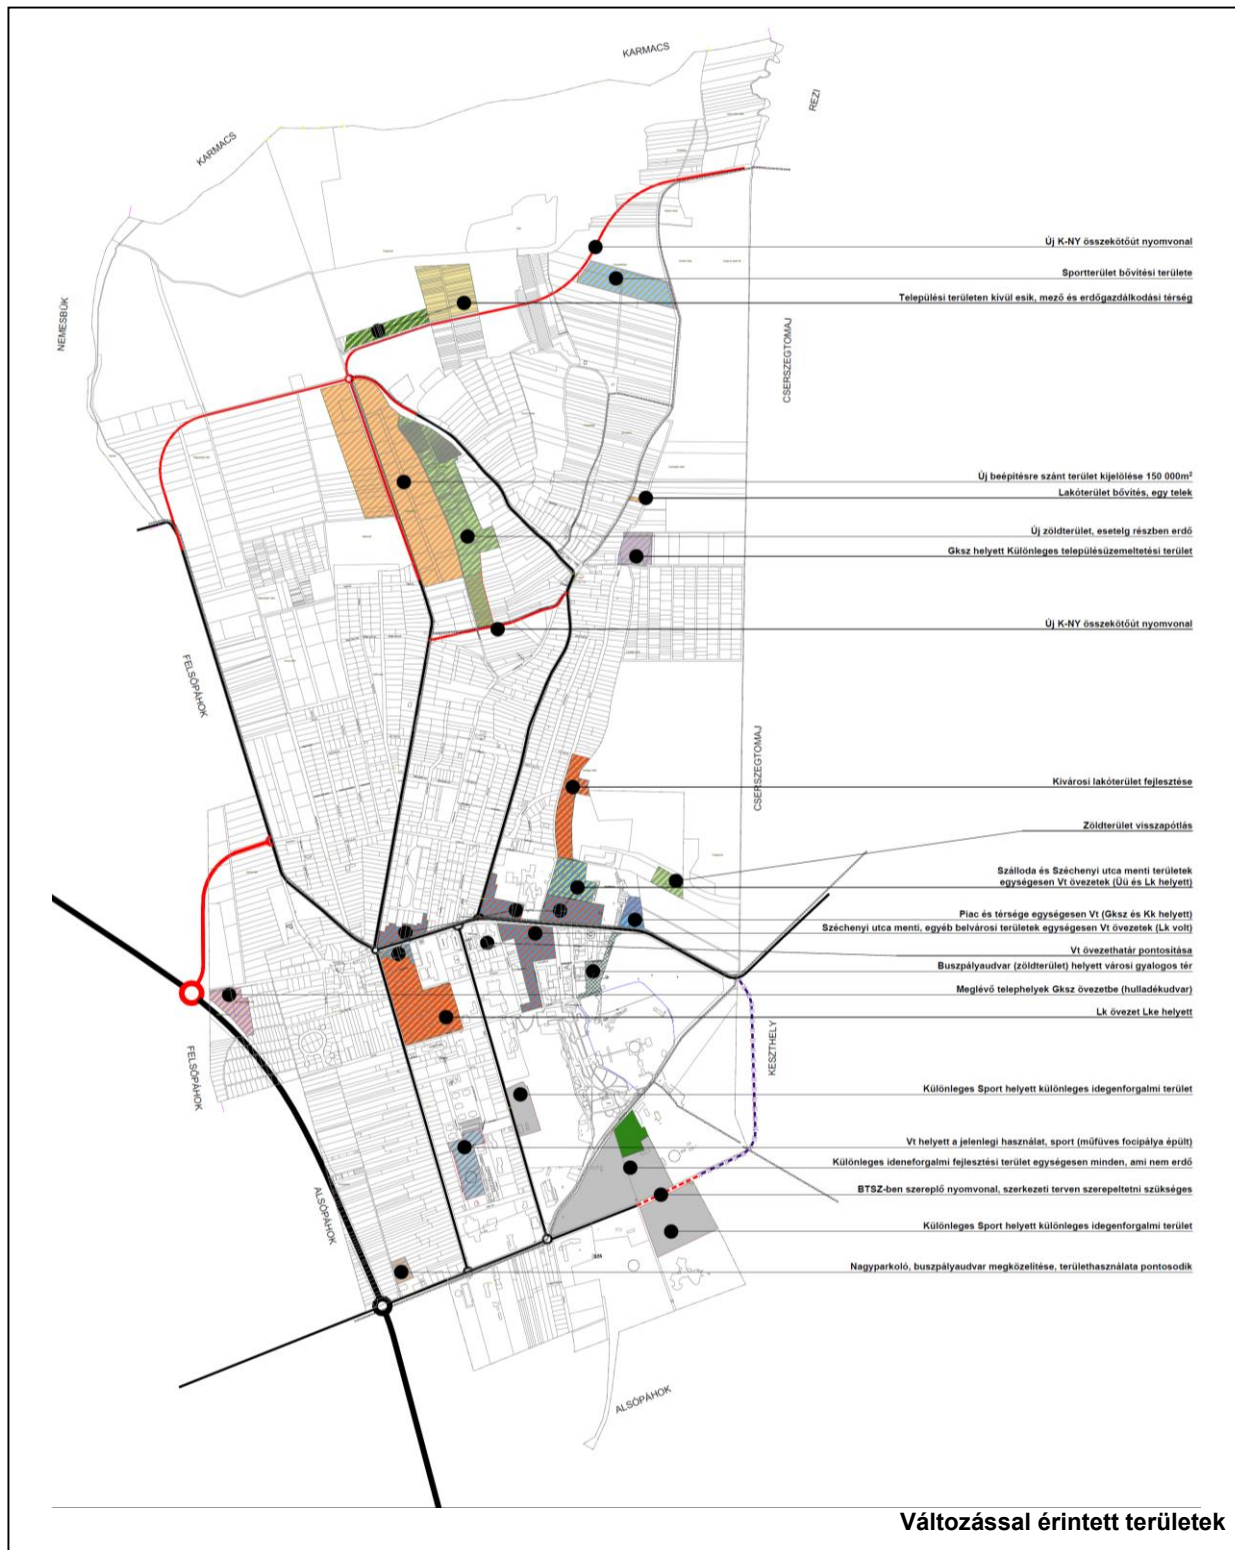 KARMACS
KARMACS
REZI
NEMESBÜK
Új K-NY összekötőút nyomvonal
Sportterület bővítési területe
Települési területen kívül esik, mező és erdőgazdálkodási térség
CSERSZEGTOMAJ
Új beépítésre szánt terület kijelölése 150 000m²
Lakóterület bővítés, egy telek
Új zöldterület, esetelg részben erdő
Gksz helyett Különleges településüzemeltetési terület
Új K-NY összekötőút nyomvonal
FELSŐPÁHOK
CSERSZEGTOMAJ
Kivárosi lakóterület fejlesztése
Zöldterület visszapótlás
Szálloda és Széchenyi utca menti területek
egységesen Vt övezetek (Üü és Lk helyett)
Piac és térsége egységesen Vt (Gksz és Kk helyett)
Széchenyi utca menti, egyéb belvárosi területek egységesen Vt övezetek (Lk volt)
Vt övezethatár pontosítása
Buszpályaudvar (zöldterület) helyett városi gyalogos tér
Meglévő telephelyek Gksz övezetbe (hulladékudvar)
Lk övezet Lke helyett
KESZTHELY
FELSŐPÁHOK
Különleges Sport helyett különleges idegenforgalmi terület
Vt helyett a jelenlegi használat, sport (műfüves focipálya épült)
Különleges ideneforgalmi fejlesztési terület egységesen minden, ami nem erdő
BTSZ-ben szereplő nyomvonal, szerkezeti terven szerepeltetni szükséges
ALSÓPÁHOK
Különleges Sport helyett különleges idegenforgalmi terület
Nagyparkoló, buszpályaudvar megközelítése, területhasználata pontosodik
ALSÓPÁHOK
Változással érintett területek